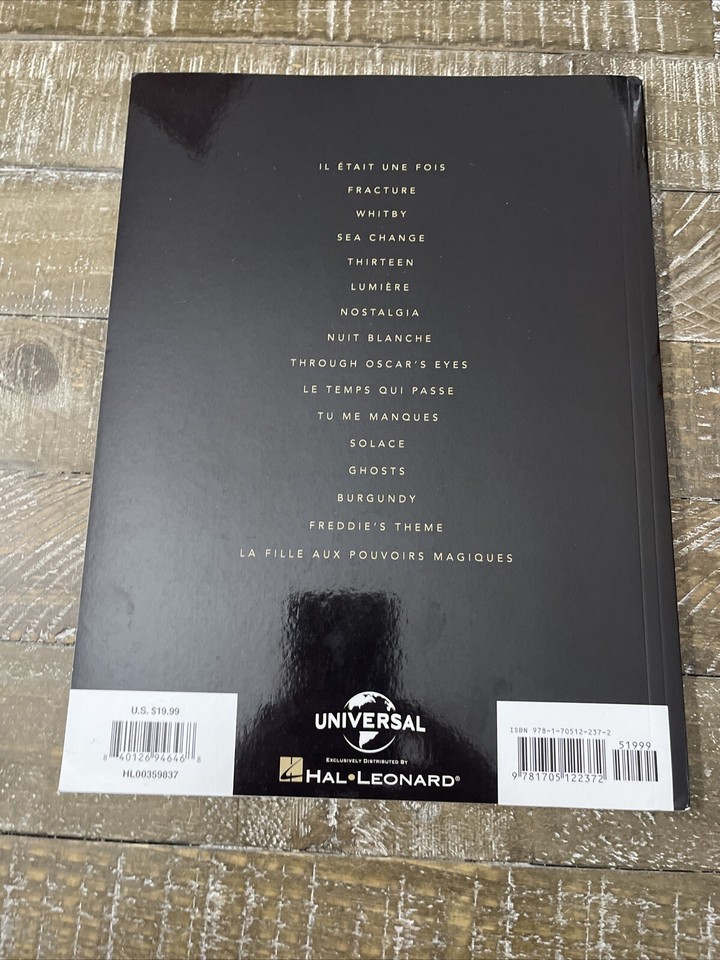 IL ÉTAIT UNE FOIS
FRACTURE
WHITBY
SEA CHANGE
THIRTEEN
LUMIÈRE
NOSTALGIA
NUIT BLANCHE
THROUGH OSCAR'S EYES
LE TEMPS QUI PASSE
TU ME MANQUES
SOLACE
GHOSTS
BURGUNDY
FREDDIE'S THEME
LA FILLE AUX POUVOIRS MAGIQUES
U.S. $19.99
8 40126 94646 8
HL00359837
UNIVERSAL
EXCLUSIVELY DISTRIBUTED BY
HAL•LEONARD®
ISBN 978-1-70512-237-2
51999
9 781705 122372